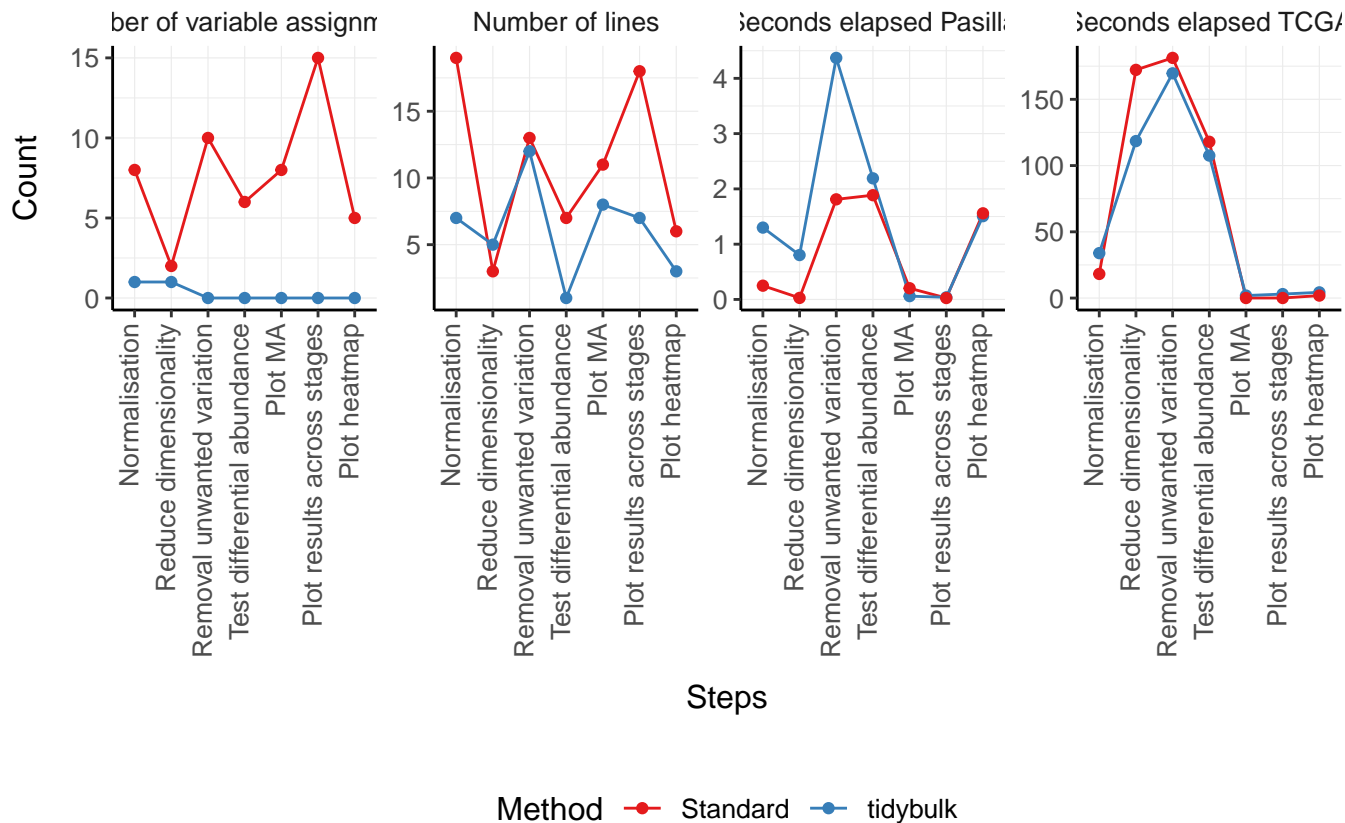 ber of variable assignm
Number of lines
Seconds elapsed Pasilla
Seconds elapsed TCGA
Count
15
10
5
0
15
10
5
4
3
2
1
0
150
100
50
0
Normalisation
Reduce dimensionality
Removal unwanted variation
Test differential abundance
Plot MA
Plot results across stages
Plot heatmap
Normalisation
Reduce dimensionality
Removal unwanted variation
Test differential abundance
Plot MA
Plot results across stages
Plot heatmap
Normalisation
Reduce dimensionality
Removal unwanted variation
Test differential abundance
Plot MA
Plot results across stages
Plot heatmap
Normalisation
Reduce dimensionality
Removal unwanted variation
Test differential abundance
Plot MA
Plot results across stages
Plot heatmap
Steps
Method Standard tidybulk